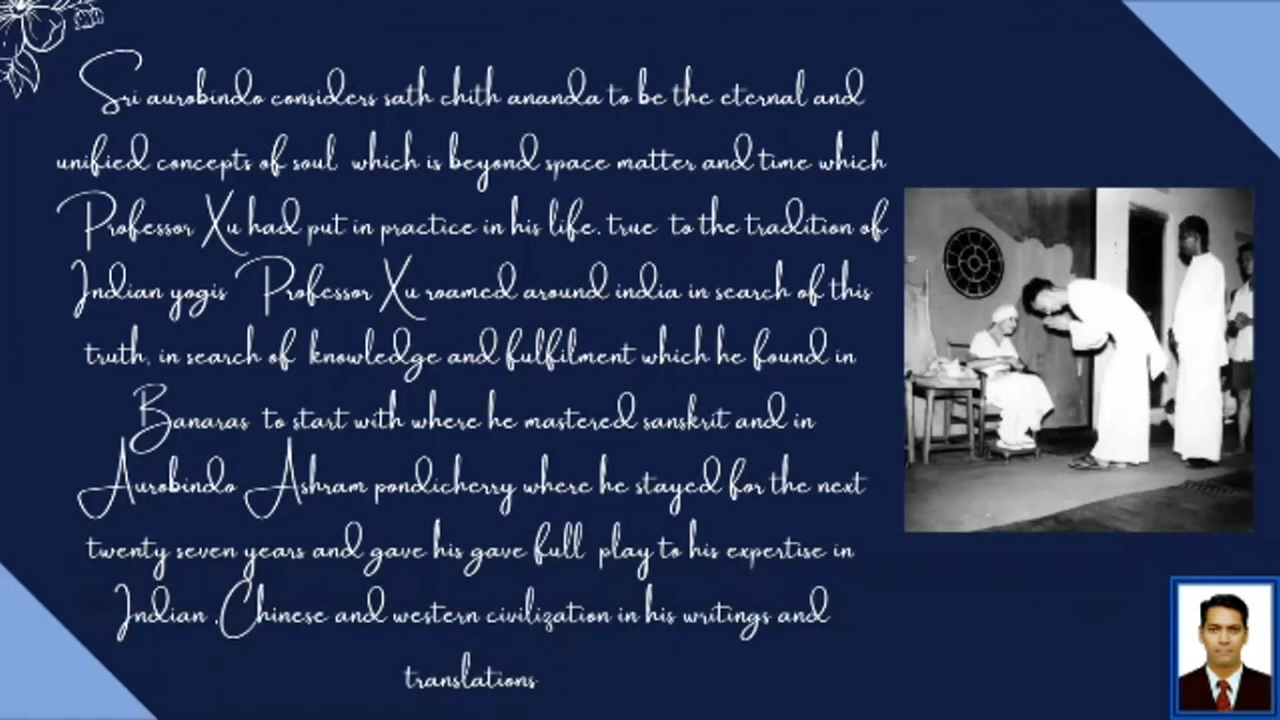 Sri aurobindo considers sath chith ananda to be the eternal and
unified concepts of soul which is beyond space matter and time which
Professor Xu had put in practice in his life. true to the tradition of
Indian yogis Professor Xu roamed around india in search of this
truth, in search of knowledge and fulfilment which he found in
Banaras to start with where he mastered sanskrit and in
Aurobindo Ashram pondicherry where he stayed for the next
twenty seven years and gave his gave full play to his expertise in
Indian ,Chinese and western civilization in his writings and
translations